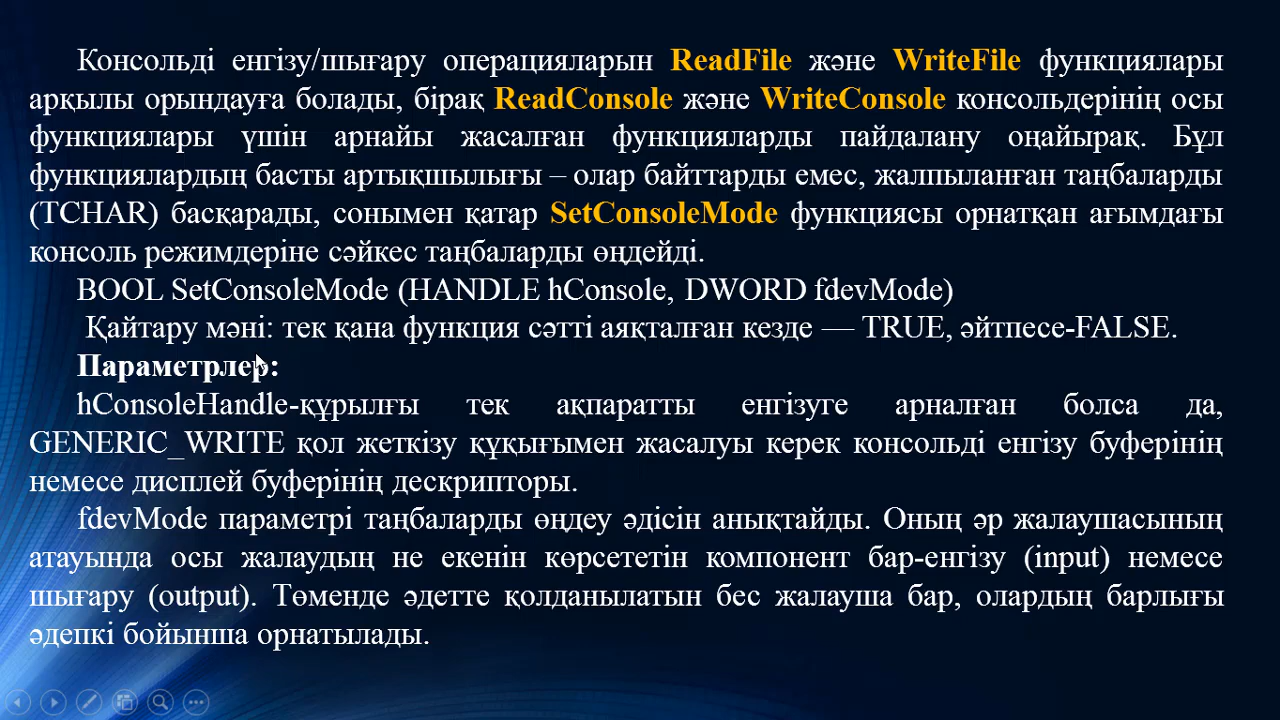 Консольді енгізу/шығару операцияларын ReadFile және WriteFile функциялары
арқылы орындауға болады, бірақ ReadConsole және WriteConsole консольдерінің осы
функциялары үшін арнайы жасалған функцияларды пайдалану оңайырақ. Бұл
функциялардың басты артықшылығы – олар байттарды емес, жалпыланған таңбаларды
(TCHAR) басқарады, сонымен қатар SetConsoleMode функциясы орнатқан ағымдағы
консоль режимдеріне сәйкес таңбаларды өңдейді.
BOOL SetConsoleMode (HANDLE hConsole, DWORD fdevMode)
Қайтару мәні: тек қана функция сәтті аяқталған кезде — TRUE, әйтпесе-FALSE.
Параметрлер:
hConsoleHandle-құрылғы тек ақпаратты енгізуге арналған болса да,
GENERIC_WRITE қол жеткізу құқығымен жасалуы керек консольді енгізу буферінің
немесе дисплей буферінің дескрипторы.
fdevMode параметрі таңбаларды өңдеу әдісін анықтайды. Оның әр жалаушасының
атауында осы жалаудың не екенін көрсететін компонент бар-енгізу (input) немесе
шығару (output). Төменде әдетте қолданылатын бес жалауша бар, олардың барлығы
әдепкі бойынша орнатылады.